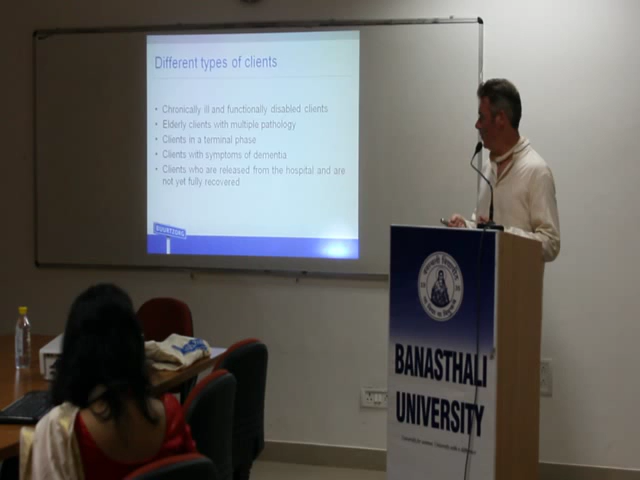 Different types of clients
• Chronically ill and functionally disabled clients
• Elderly clients with multiple pathology
• Clients in a terminal phase
• Clients with symptoms of dementia
• Clients who are released from the hospital and are
not yet fully recovered
BUURTZORG
BANASTHALI
UNIVERSITY